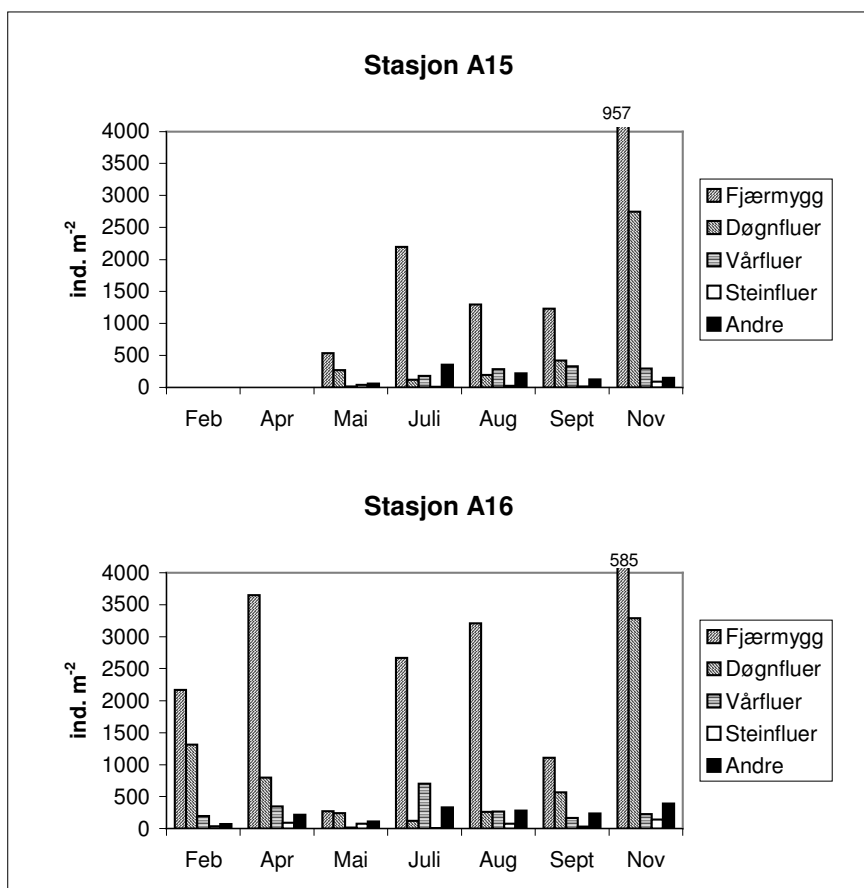 Stasjon A15
957
4000
3500
3000
2500
2000
1500
1000
500
0
ind. m⁻²
Feb Apr Mai Juli Aug Sept Nov
Fjærmygg
Døgnfluer
Vårfluer
Steinfluer
Andre
Stasjon A16
585
4000
3500
3000
2500
2000
1500
1000
500
0
ind. m⁻²
Feb Apr Mai Juli Aug Sept Nov
Fjærmygg
Døgnfluer
Vårfluer
Steinfluer
Andre